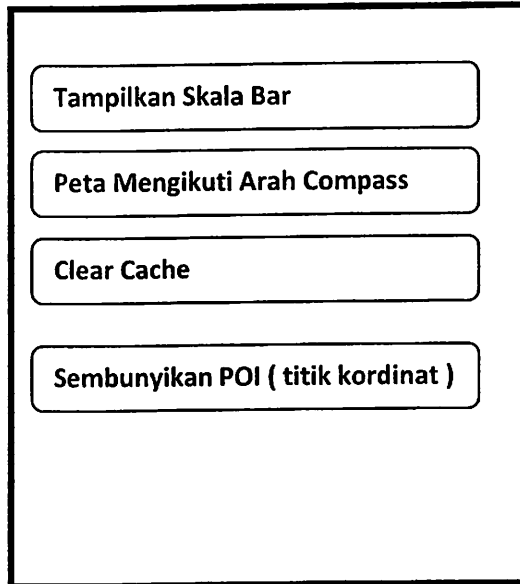 Tampilkan Skala Bar
Peta Mengikuti Arah Compass
Clear Cache
Sembunyikan POI ( titik kordinat )